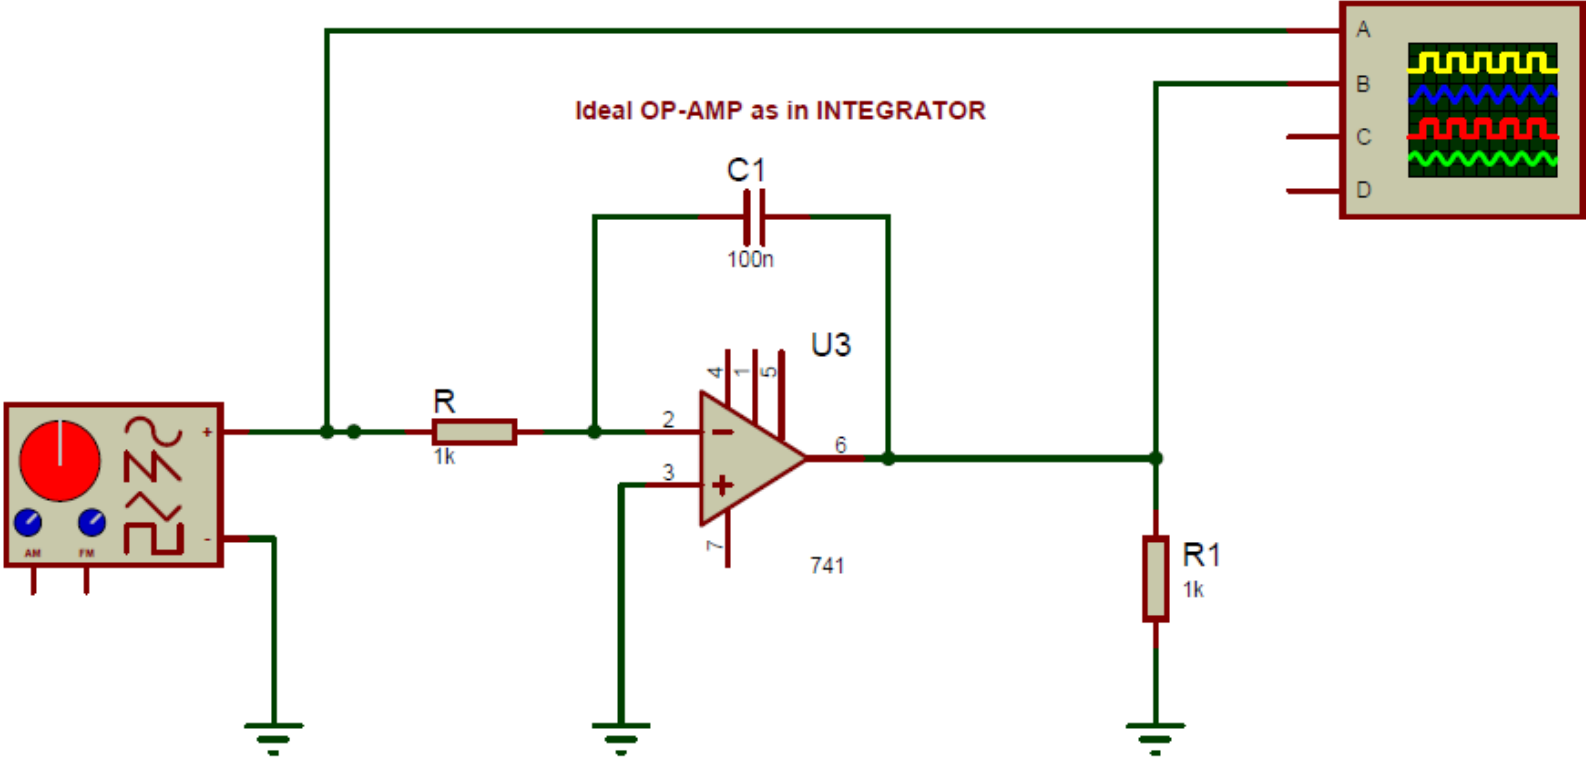 A
B
Ideal OP-AMP as in INTEGRATOR
C
C1
D
100n
U3
4
1
5
R
2
+
1k
6
3
-
AM
FM
7
741
R1
1k